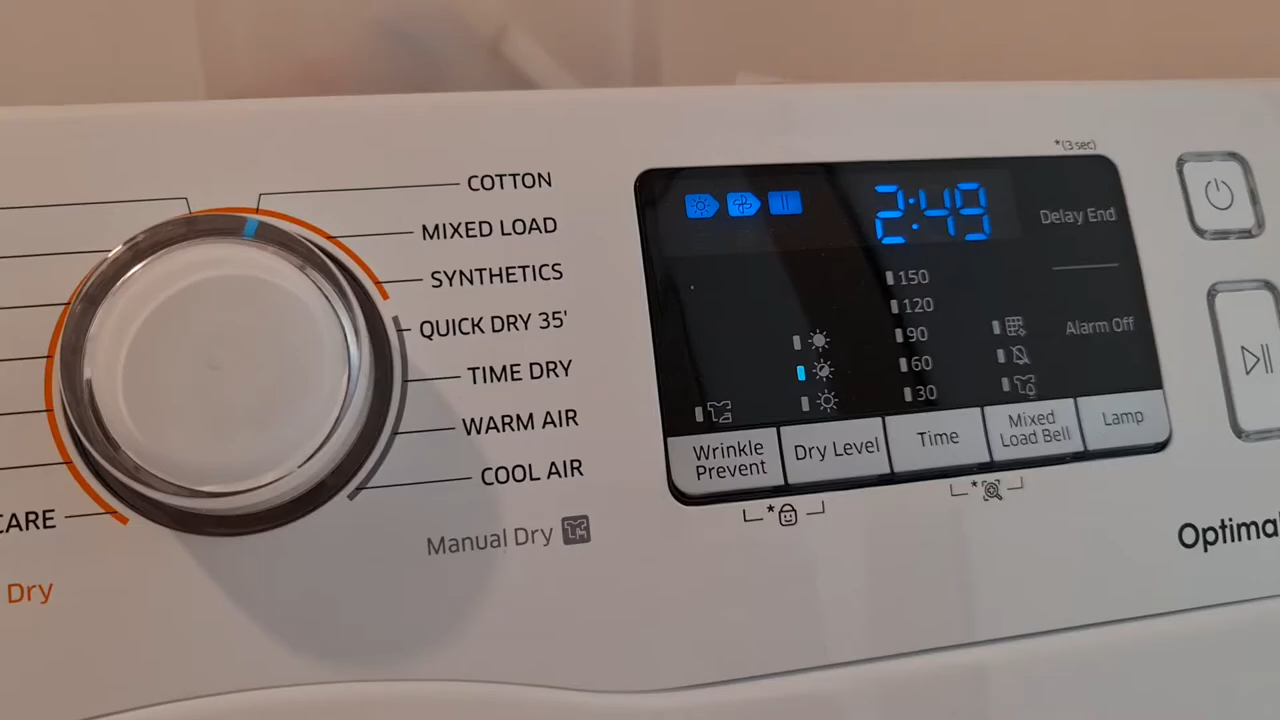 COTTON
MIXED LOAD
SYNTHETICS
QUICK DRY 35'
TIME DRY
WARM AIR
COOL AIR
Manual Dry
CARE
Dry
*(3 sec)
2:49
Delay End
150
120
90
60
30
Alarm Off
Wrinkle
Prevent
Dry Level
Time
Mixed
Load Bell
Lamp
*
*
Optimal